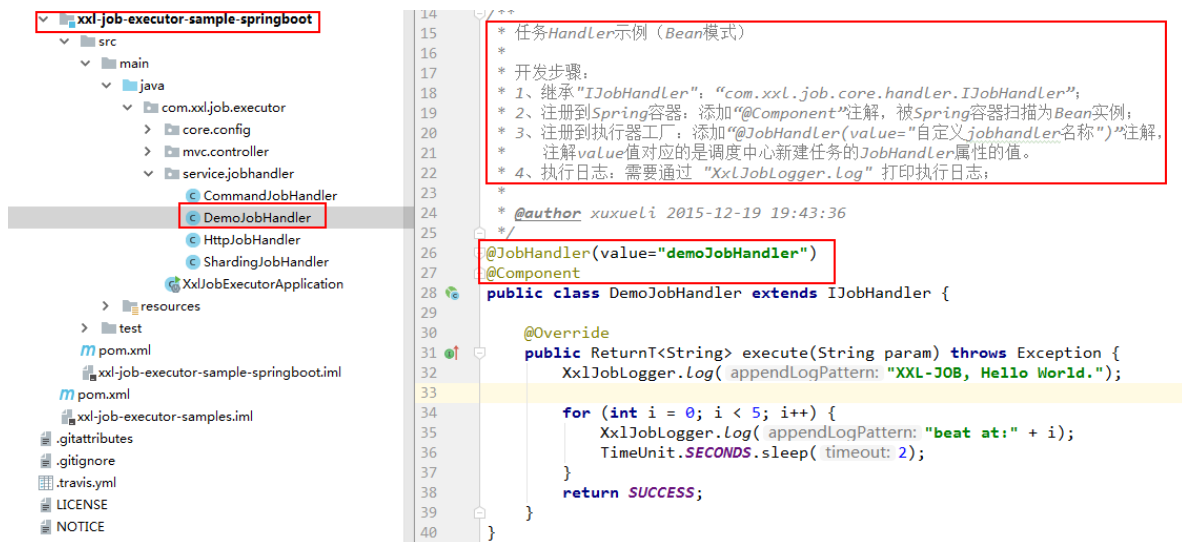 xxl-job-executor-sample-springboot
src
main
java
com.xxl.job.executor
core.config
mvc.controller
service.jobhandler
CommandJobHandler
DemoJobHandler
HttpJobHandler
ShardingJobHandler
XxlJobExecutorApplication
resources
test
pom.xml
xxl-job-executor-sample-springboot.iml
pom.xml
xxl-job-executor-samples.iml
.gitattributes
.gitignore
.travis.yml
LICENSE
NOTICE
14 /**
15 * 任务Handler示例（Bean模式）
16 *
17 * 开发步骤：
18 * 1、继承"IJobHandler"：“com.xxl.job.core.handler.IJobHandler”；
19 * 2、注册到Spring容器：添加“@Component”注解，被Spring容器扫描为Bean实例；
20 * 3、注册到执行器工厂：添加“@JobHandler(value="自定义jobhandler名称")”注解，
21 * 注解value值对应的是调度中心新建任务的JobHandler属性的值。
22 * 4、执行日志：需要通过 "XxlJobLogger.log" 打印执行日志；
23 *
24 * @author xuxueli 2015-12-19 19:43:36
25 */
26 @JobHandler(value="demoJobHandler")
27 @Component
28 public class DemoJobHandler extends IJobHandler {
29
30 @Override
31 public ReturnT<String> execute(String param) throws Exception {
32 XxlJobLogger.log( appendLogPattern: "XXL-JOB, Hello World.");
33
34 for (int i = 0; i < 5; i++) {
35 XxlJobLogger.log( appendLogPattern: "beat at:" + i);
36 TimeUnit.SECONDS.sleep( timeout: 2);
37 }
38 return SUCCESS;
39 }
40 }